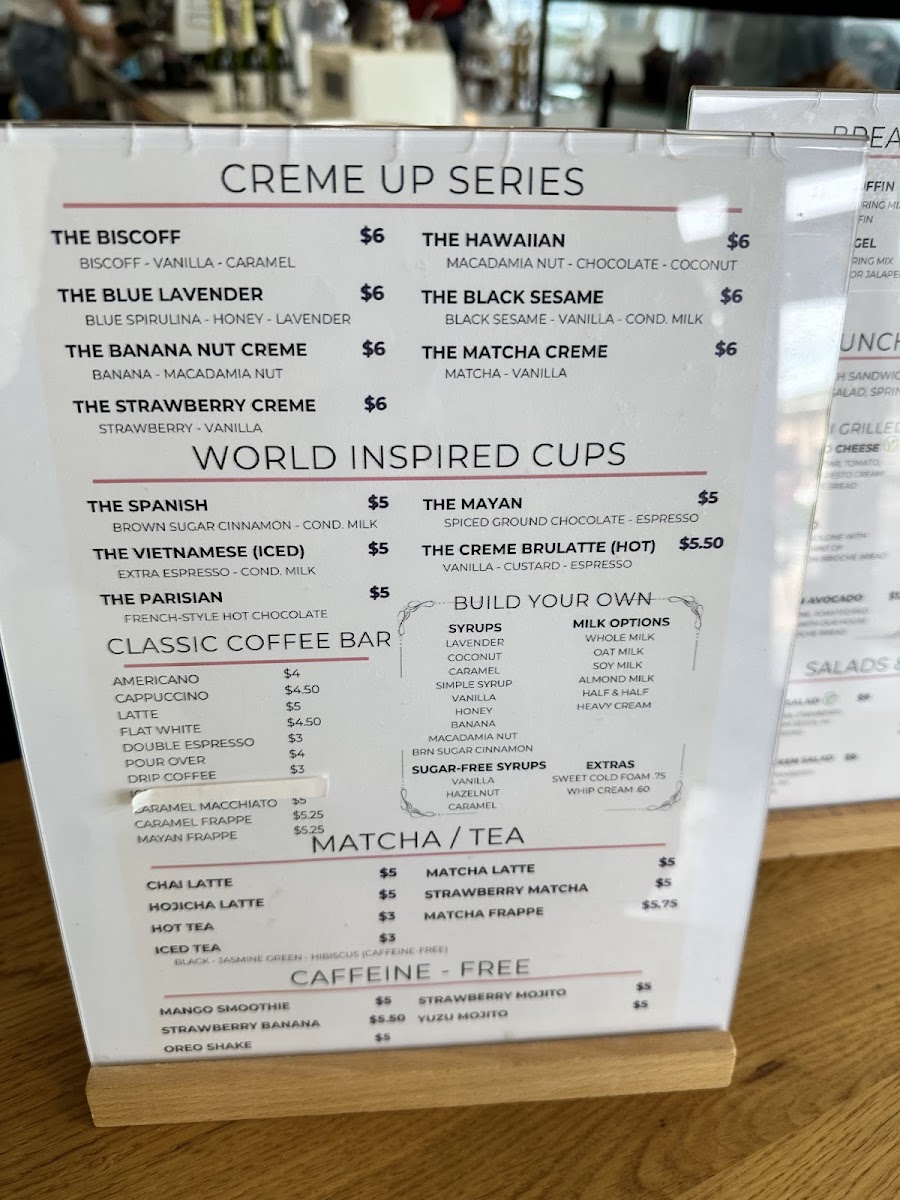 CREME UP SERIES
THE BISCOFF $6
BISCOFF - VANILLA - CARAMEL
THE BLUE LAVENDER $6
BLUE SPIRULINA - HONEY - LAVENDER
THE BANANA NUT CREME $6
BANANA - MACADAMIA NUT
THE STRAWBERRY CREME $6
STRAWBERRY - VANILLA
THE HAWAIIAN $6
MACADAMIA NUT - CHOCOLATE - COCONUT
THE BLACK SESAME $6
BLACK SESAME - VANILLA - COND. MILK
THE MATCHA CREME $6
MATCHA - VANILLA
WORLD INSPIRED CUPS
THE SPANISH $5
BROWN SUGAR CINNAMON - COND. MILK
THE VIETNAMESE (ICED) $5
EXTRA ESPRESSO - COND. MILK
THE PARISIAN $5
FRENCH-STYLE HOT CHOCOLATE
THE MAYAN $5
SPICED GROUND CHOCOLATE - ESPRESSO
THE CREME BRULATTE (HOT) $5.50
VANILLA - CUSTARD - ESPRESSO
CLASSIC COFFEE BAR
AMERICANO $4
CAPPUCCINO $4.50
LATTE $5
FLAT WHITE $4.50
DOUBLE ESPRESSO $3
POUR OVER $4
DRIP COFFEE $3
CARAMEL MACCHIATO $5
CARAMEL FRAPPE $5.25
MAYAN FRAPPE $5.25
BUILD YOUR OWN
SYRUPS
LAVENDER
COCONUT
CARAMEL
SIMPLE SYRUP
VANILLA
HONEY
BANANA
MACADAMIA NUT
BRN SUGAR CINNAMON
SUGAR-FREE SYRUPS
VANILLA
HAZELNUT
CARAMEL
MILK OPTIONS
WHOLE MILK
OAT MILK
SOY MILK
ALMOND MILK
HALF & HALF
HEAVY CREAM
EXTRAS
SWEET COLD FOAM .75
WHIP CREAM .60
MATCHA / TEA
CHAI LATTE $5
HOJICHA LATTE $5
HOT TEA $3
ICED TEA $3
BLACK - JASMINE GREEN - HIBISCUS (CAFFEINE-FREE)
MATCHA LATTE $5
STRAWBERRY MATCHA $5
MATCHA FRAPPE $5.75
CAFFEINE - FREE
MANGO SMOOTHIE $5
STRAWBERRY BANANA $5.50
OREO SHAKE $5
STRAWBERRY MOJITO $5
YUZU MOJITO $5
GRILLED
CHEESE
TOMATO,
BREAD
AVOCADO
SALADS &
SALAD